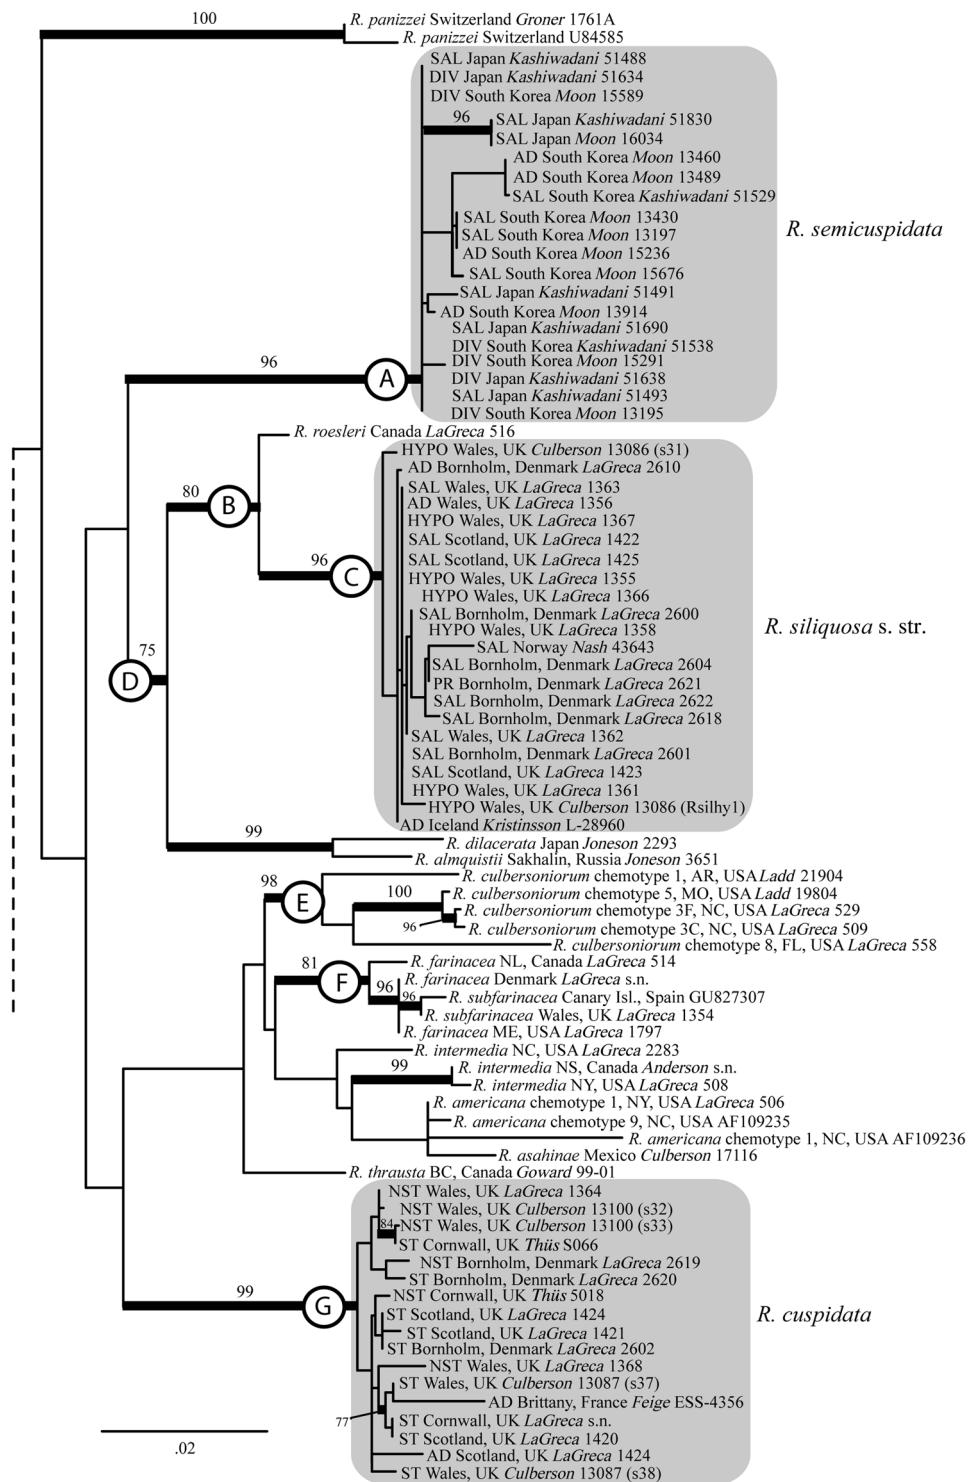 100
R. panizzei Switzerland Groner 1761A
R. panizzei Switzerland U84585
SAL Japan Kashiwadani 51488
DIV Japan Kashiwadani 51634
DIV South Korea Moon 15589
96
SAL Japan Kashiwadani 51830
SAL Japan Moon 16034
AD South Korea Moon 13460
AD South Korea Moon 13489
SAL South Korea Kashiwadani 51529
SAL South Korea Moon 13430
R. semicuspidata
SAL South Korea Moon 13197
AD South Korea Moon 15236
SAL South Korea Moon 15676
SAL Japan Kashiwadani 51491
AD South Korea Moon 13914
SAL Japan Kashiwadani 51690
DIV South Korea Kashiwadani 51538
96
DIV South Korea Moon 15291
A
DIV Japan Kashiwadani 51638
SAL Japan Kashiwadani 51493
DIV South Korea Moon 13195
R. roesleri Canada LaGreca 516
HYPO Wales, UK Culberson 13086 (s31)
AD Bornholm, Denmark LaGreca 2610
80
SAL Wales, UK LaGreca 1363
B
AD Wales, UK LaGreca 1356
HYPO Wales, UK LaGreca 1367
SAL Scotland, UK LaGreca 1422
96
SAL Scotland, UK LaGreca 1425
C
HYPO Wales, UK LaGreca 1355
HYPO Wales, UK LaGreca 1366
SAL Bornholm, Denmark LaGreca 2600
R. siliquosa s. str.
HYPO Wales, UK LaGreca 1358
75
SAL Norway Nash 43643
SAL Bornholm, Denmark LaGreca 2604
D
PR Bornholm, Denmark LaGreca 2621
SAL Bornholm, Denmark LaGreca 2622
SAL Bornholm, Denmark LaGreca 2618
SAL Wales, UK LaGreca 1362
SAL Bornholm, Denmark LaGreca 2601
SAL Scotland, UK LaGreca 1423
HYPO Wales, UK LaGreca 1361
HYPO Wales, UK Culberson 13086 (Rsilhy1)
AD Iceland Kristinsson L-28960
99
R. dilacerata Japan Joneson 2293
R. almquistii Sakhalin, Russia Joneson 3651
98
R. culbersoniorum chemotype 1, AR, USA Ladd 21904
E
100
R. culbersoniorum chemotype 5, MO, USA Ladd 19804
R. culbersoniorum chemotype 3F, NC, USA LaGreca 529
96
R. culbersoniorum chemotype 3C, NC, USA LaGreca 509
R. culbersoniorum chemotype 8, FL, USA LaGreca 558
81
R. farinacea NL, Canada LaGreca 514
F
R. farinacea Denmark LaGreca s.n.
96
96
R. subfarinacea Canary Isl., Spain GU827307
R. subfarinacea Wales, UK LaGreca 1354
R. farinacea ME, USA LaGreca 1797
R. intermedia NC, USA LaGreca 2283
99
R. intermedia NS, Canada Anderson s.n.
R. intermedia NY, USA LaGreca 508
R. americana chemotype 1, NY, USA LaGreca 506
R. americana chemotype 9, NC, USA AF109235
R. americana chemotype 1, NC, USA AF109236
R. asahinae Mexico Culberson 17116
R. thrausta BC, Canada Goward 99-01
NST Wales, UK LaGreca 1364
NST Wales, UK Culberson 13100 (s32)
84
NST Wales, UK Culberson 13100 (s33)
ST Cornwall, UK Thüs S066
NST Bornholm, Denmark LaGreca 2619
ST Bornholm, Denmark LaGreca 2620
99
NST Cornwall, UK Thüs 5018
G
ST Scotland, UK LaGreca 1424
R. cuspidata
ST Scotland, UK LaGreca 1421
ST Bornholm, Denmark LaGreca 2602
NST Wales, UK LaGreca 1368
ST Wales, UK Culberson 13087 (s37)
AD Brittany, France Feige ESS-4356
77
ST Cornwall, UK LaGreca s.n.
ST Scotland, UK LaGreca 1420
.02
AD Scotland, UK LaGreca 1424
ST Wales, UK Culberson 13087 (s38)